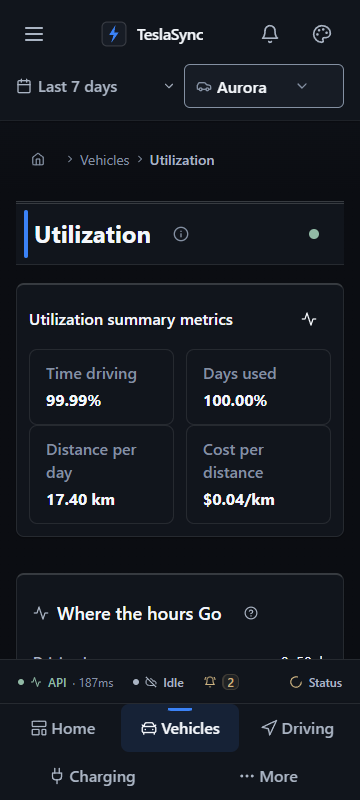 TeslaSync
Last 7 days
Aurora
Vehicles
Utilization
Utilization
Utilization summary metrics
Time driving
99.99%
Days used
100.00%
Distance per
day
17.40 km
Cost per
distance
$0.04/km
Where the hours Go
API · 187ms
Idle
2
Status
Home
Vehicles
Driving
Charging
More